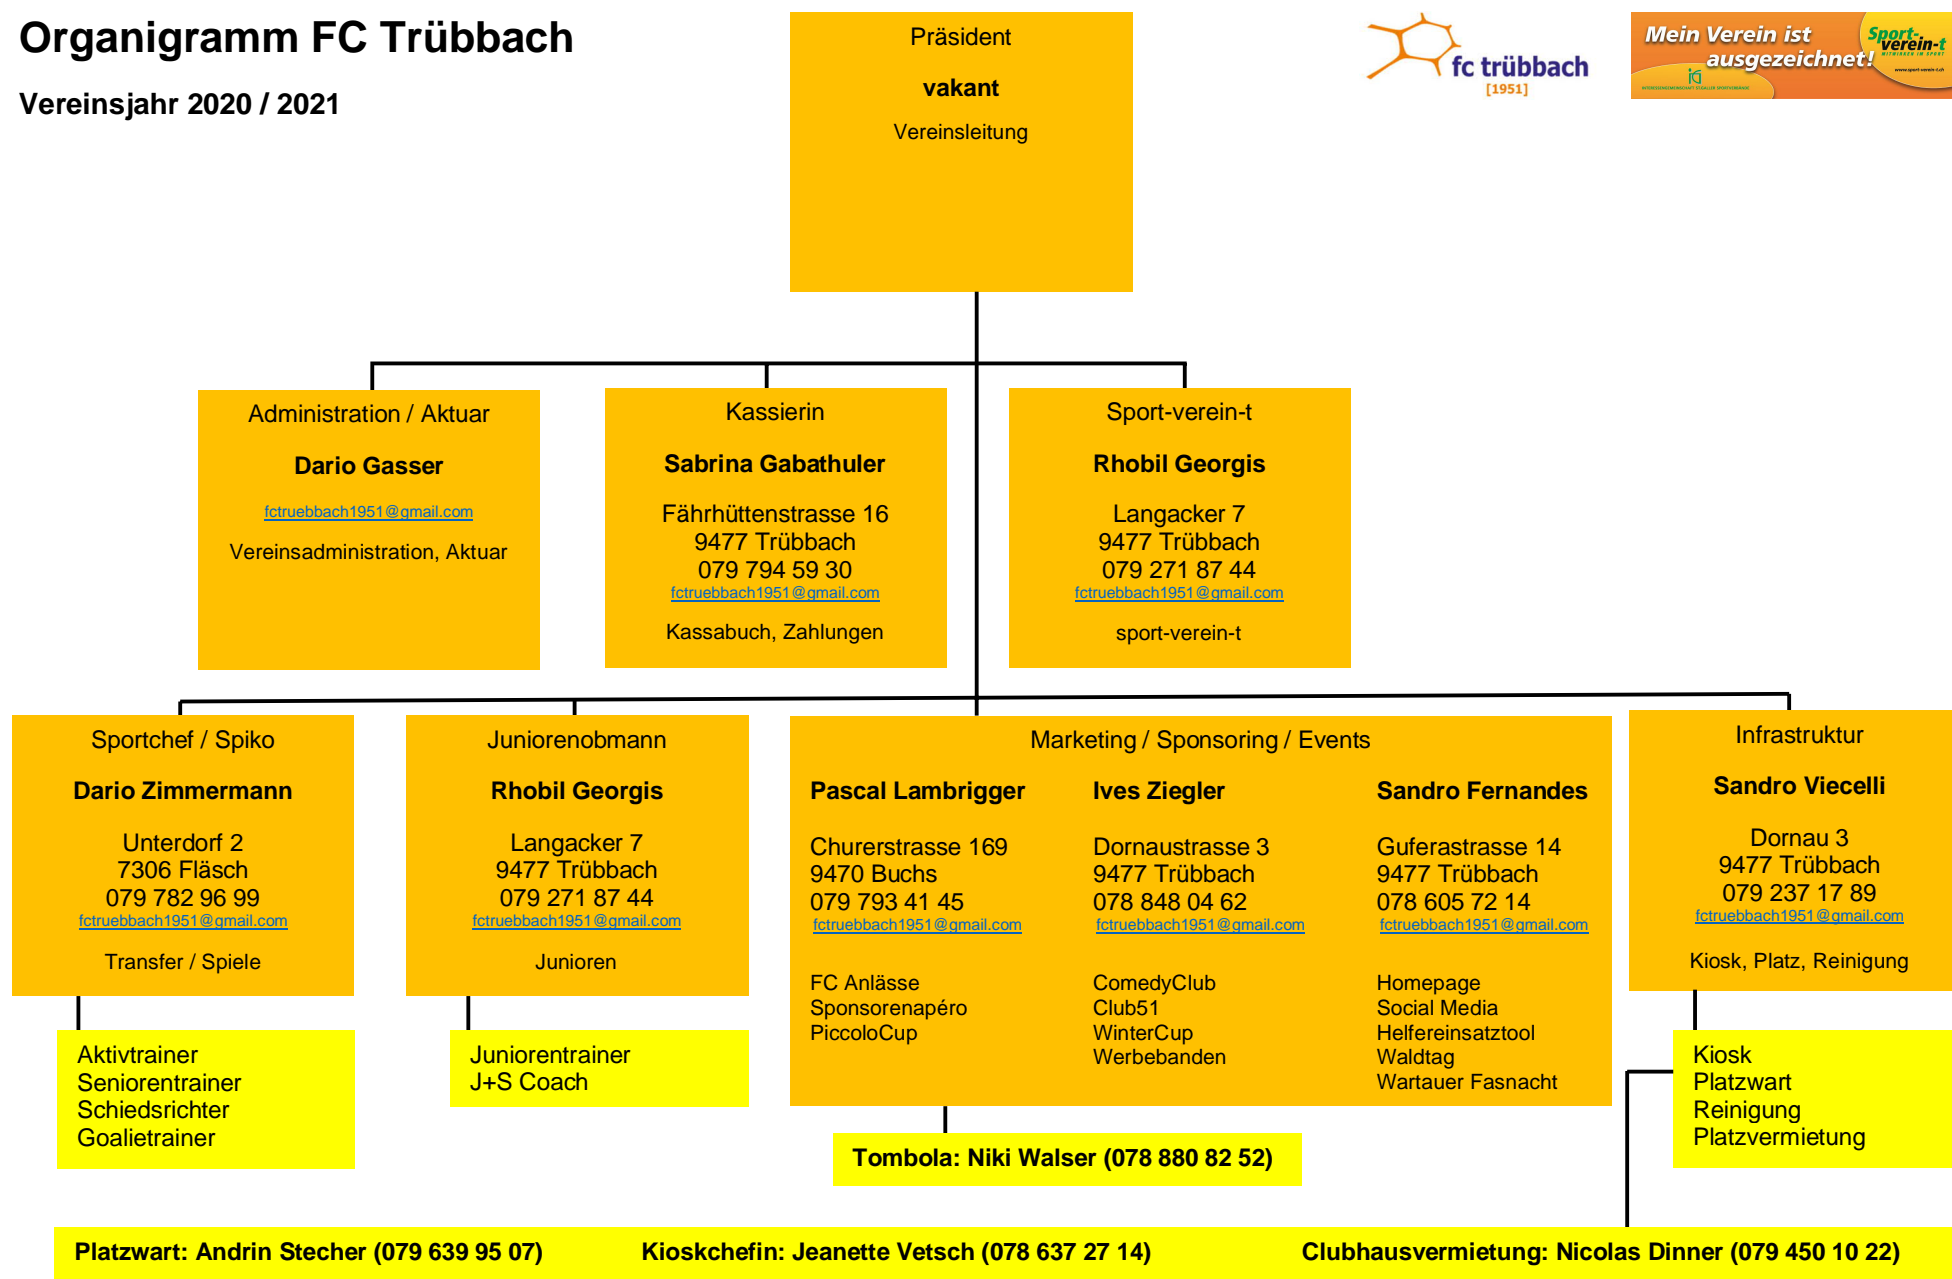 Organigramm FC Trübbach
Vereinsjahr 2020 / 2021
Präsident
vakant
Vereinsleitung
fc trübbach
[1951]
Mein Verein ist
ausgezeichnet!
Sport-
verein-t
MITWIRKEN IM SPORT
www.sport-verein-t.ch
Administration / Aktuar
Dario Gasser
fctruebbach1951@gmail.com
Vereinsadministration, Aktuar
Kassierin
Sabrina Gabathuler
Fährhüttenstrasse 16
9477 Trübbach
079 794 59 30
fctruebbach1951@gmail.com
Kassabuch, Zahlungen
Sport-verein-t
Rhobil Georgis
Langacker 7
9477 Trübbach
079 271 87 44
fctruebbach1951@gmail.com
sport-verein-t
Sportchef / Spiko
Dario Zimmermann
Unterdorf 2
7306 Fläsch
079 782 96 99
fctruebbach1951@gmail.com
Transfer / Spiele
Aktivtrainer
Seniorentrainer
Schiedsrichter
Goalietrainer
Juniorenobmann
Rhobil Georgis
Langacker 7
9477 Trübbach
079 271 87 44
fctruebbach1951@gmail.com
Junioren
Juniorentrainer
J+S Coach
Marketing / Sponsoring / Events
Pascal Lambrigger
Churerstrasse 169
9470 Buchs
079 793 41 45
fctruebbach1951@gmail.com
FC Anlässe
Sponsorenapéro
PiccoloCup
Ives Ziegler
Dornaustrasse 3
9477 Trübbach
078 848 04 62
fctruebbach1951@gmail.com
ComedyClub
Club51
WinterCup
Werbebanden
Sandro Fernandes
Guferastrasse 14
9477 Trübbach
078 605 72 14
fctruebbach1951@gmail.com
Homepage
Social Media
Helfereinsatztool
Waldtag
Wartauer Fasnacht
Tombola: Niki Walser (078 880 82 52)
Infrastruktur
Sandro Viecelli
Dornau 3
9477 Trübbach
079 237 17 89
fctruebbach1951@gmail.com
Kiosk, Platz, Reinigung
Kiosk
Platzwart
Reinigung
Platzvermietung
Platzwart: Andrin Stecher (079 639 95 07) Kioskchefin: Jeanette Vetsch (078 637 27 14) Clubhausvermietung: Nicolas Dinner (079 450 10 22)